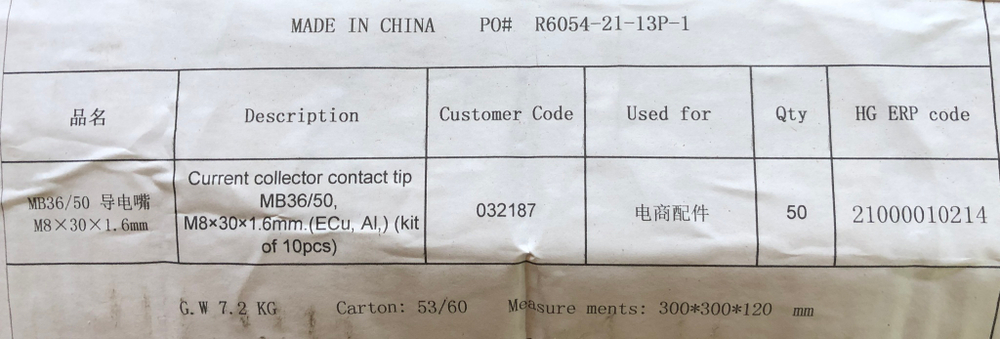 MADE IN CHINA PO# R6054-21-13P-1
品名 Description Customer Code Used for Qty HG ERP code
MB36/50 导电嘴
M8×30×1.6mm
Current collector contact tip
MB36/50,
M8×30×1.6mm.(ECu, Al,) (kit
of 10pcs)
032187
电商配件
50
21000010214
G.W 7.2 KG Carton: 53/60 Measure ments: 300*300*120 mm